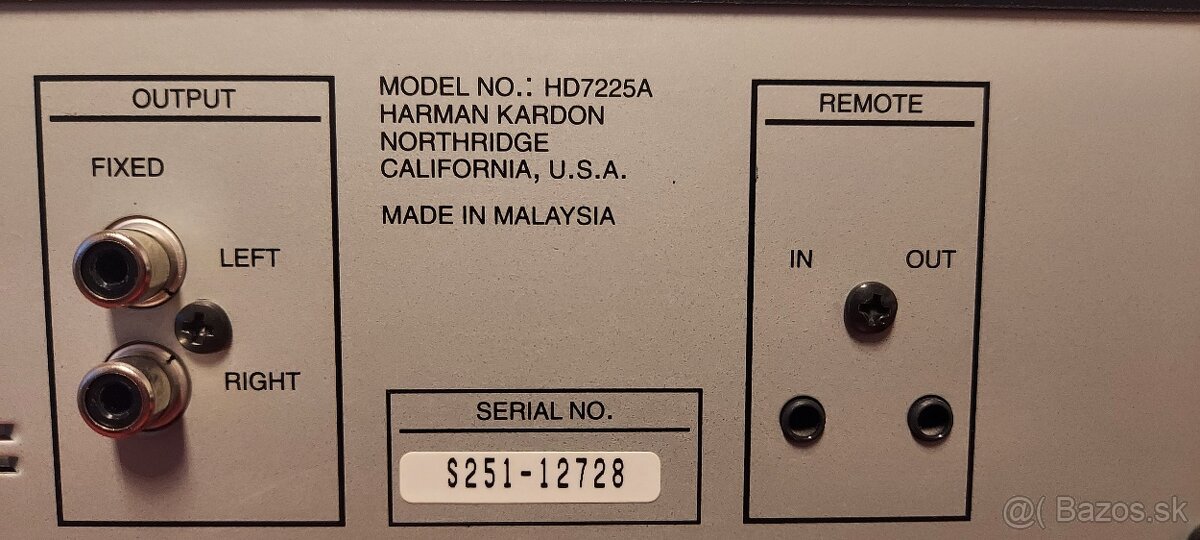 OUTPUT
FIXED
LEFT
RIGHT
MODEL NO.: HD7225A
HARMAN KARDON
NORTHRIDGE
CALIFORNIA, U.S.A.
MADE IN MALAYSIA
SERIAL NO.
S251-12728
REMOTE
IN OUT
@( Bazos.sk